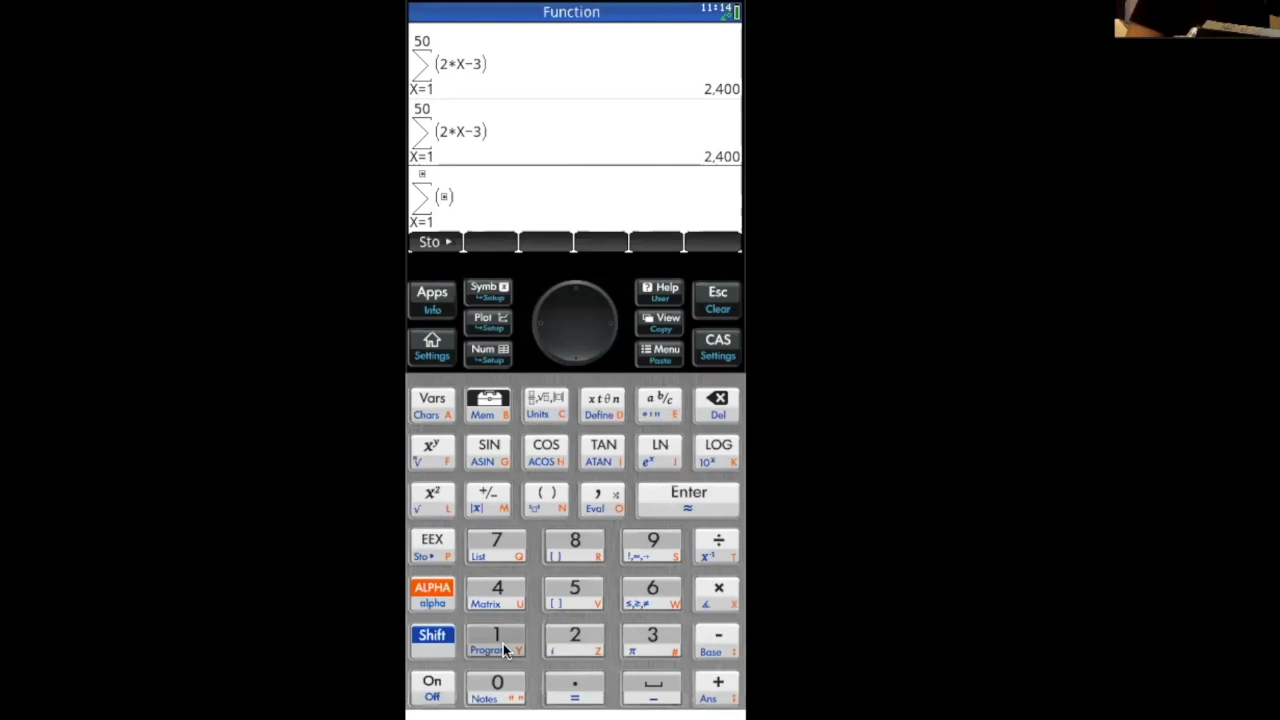 Function
11:14
50
∑ (2*X−3)
X=1
2,400
50
∑ (2*X−3)
X=1
2,400
∑ ( )
X=1
Sto ▸
Apps
Info
Symb
↪Setup
Help
User
Esc
Clear
Plot
↪Setup
View
Copy
Settings
Num
↪Setup
Menu
Paste
CAS
Settings
Vars
Chars A
Mem B
Units C
x t θ n
Define D
a b/c
E
Del
xʸ
F
SIN
ASIN G
COS
ACOS H
TAN
ATAN I
LN
eˣ J
LOG
10ˣ K
x²
√ L
+/−
|x| M
( )
N
,
Eval O
Enter
≈
EEX
Sto ▸ P
7
List Q
8
[ ] R
9
!,∞,→ S
÷
x⁻¹ T
ALPHA
alpha
4
Matrix U
5
[ ] V
6
≤,≥,≠ W
×
∡ X
Shift
1
Program Y
2
i Z
3
π #
-
Base :
On
Off
0
Notes " "
.
=
_
+
Ans ;